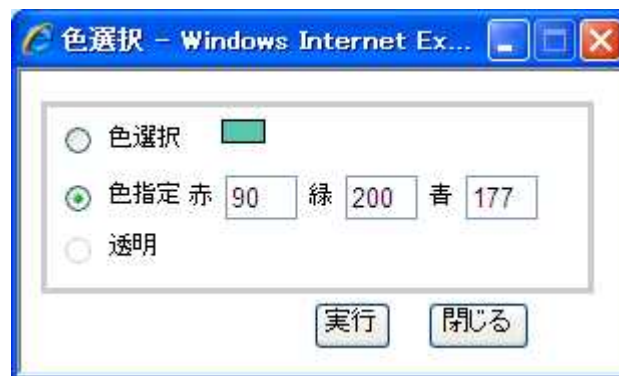 色選択 - Windows Internet Ex...
色選択
色指定 赤 90 緑 200 青 177
透明
実行 閉じる